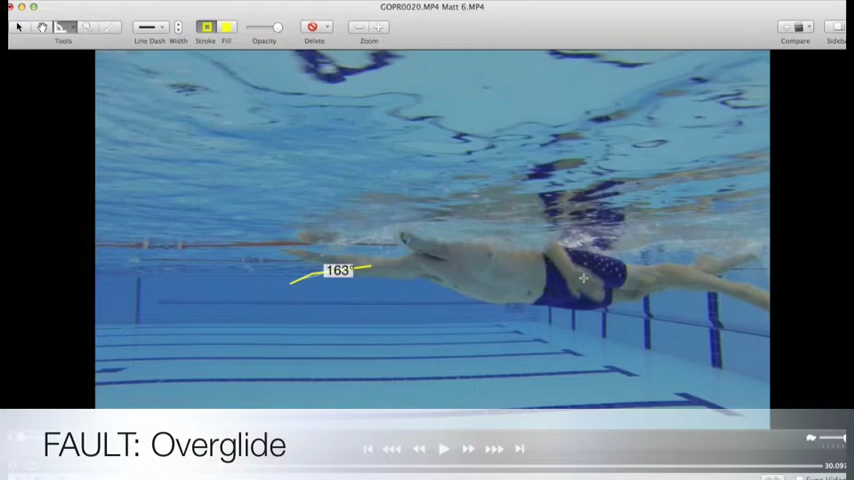 GOPR0020.MP4 Matt 6.MP4
Tools
Line Dash
Width
Stroke
Fill
Opacity
Delete
Zoom
Compare
163°
FAULT: Overglide